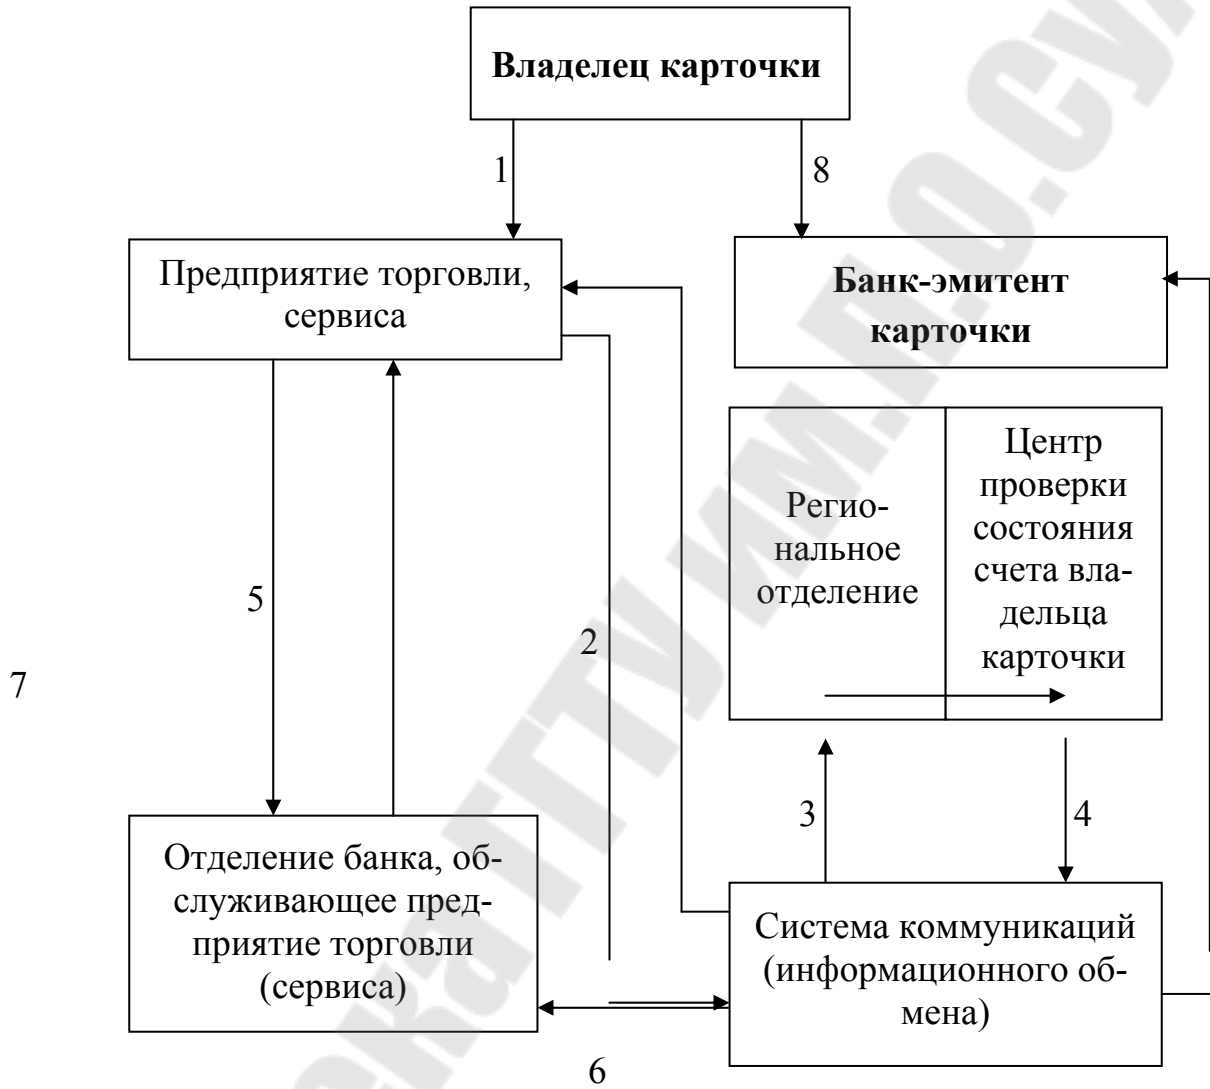 Владелец карточки
1
8
Предприятие торговли,
сервиса
Банк-эмитент
карточки
Регио-
нальное
отделение
Центр
проверки
состояния
счета вла-
дельца
карточки
5
2
7
3
4
Отделение банка, об-
служивающее пред-
приятие торговли
(сервиса)
Система коммуникаций
(информационного об-
мена)
6